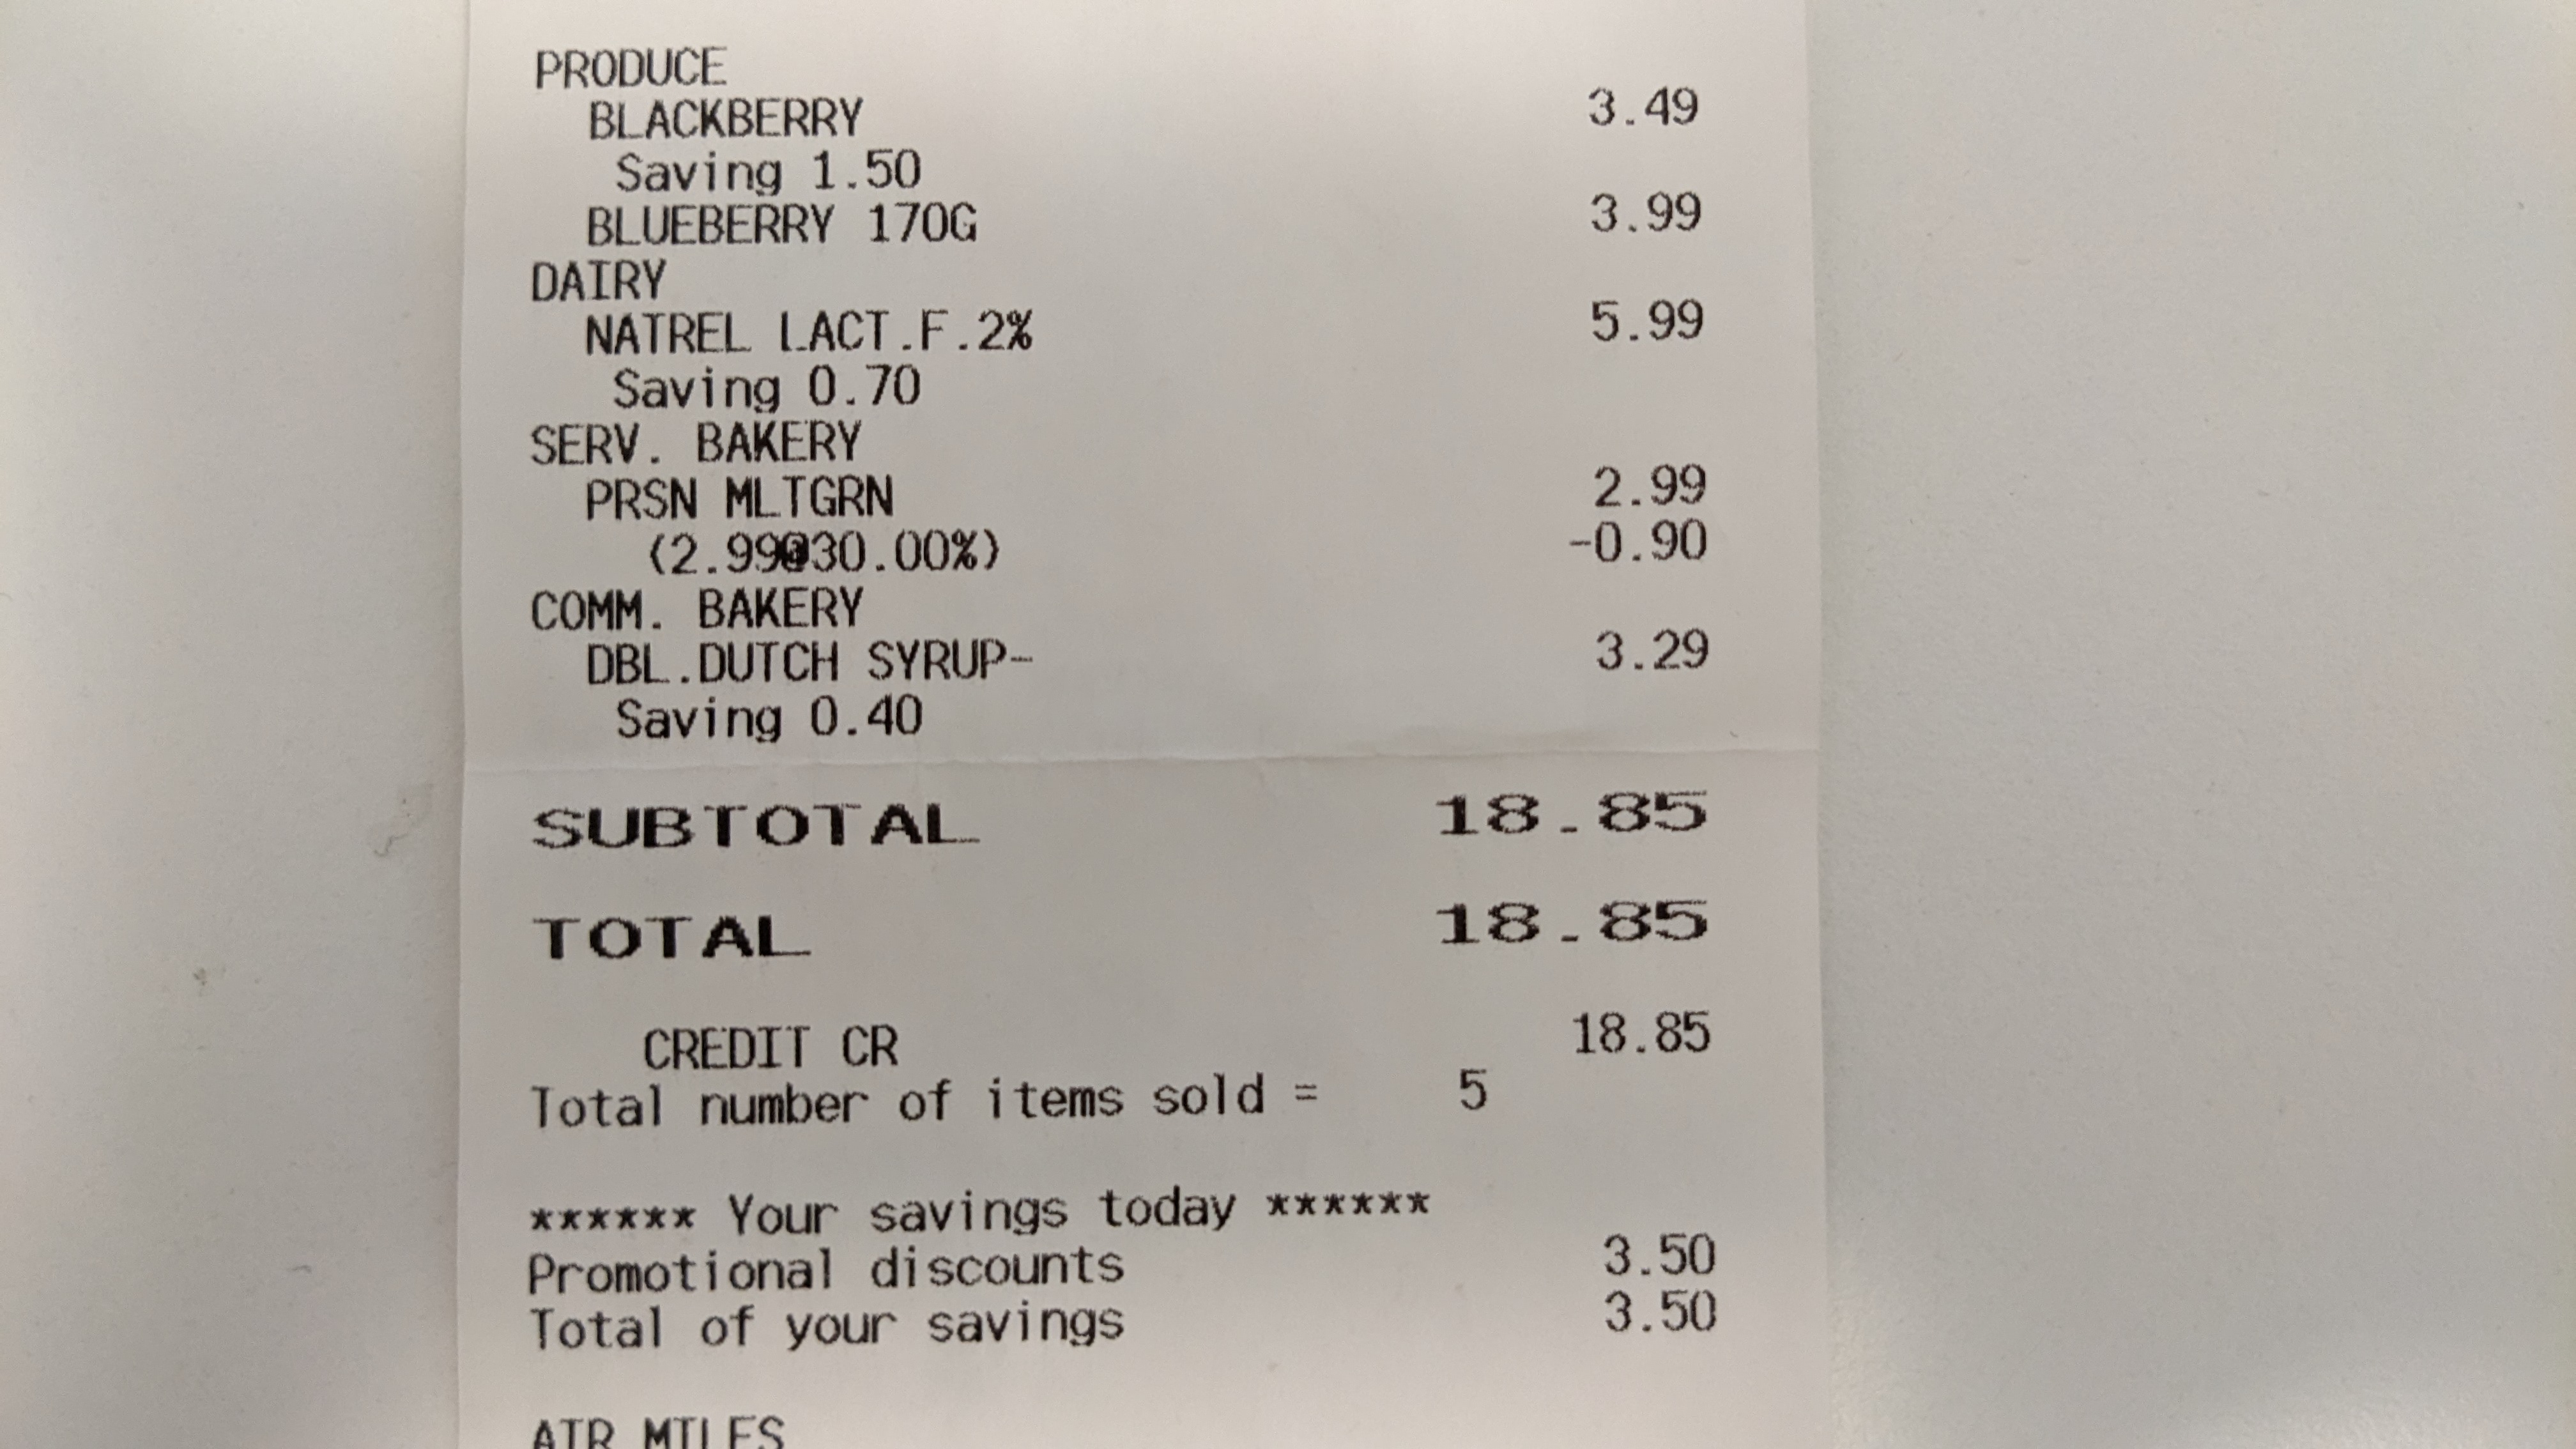 PRODUCE
BLACKBERRY 3.49
Saving 1.50
BLUEBERRY 170G 3.99
DAIRY
NATREL LACT.F.2% 5.99
Saving 0.70
SERV. BAKERY
PRSN MLTGRN 2.99
(2.99@30.00%) -0.90
COMM. BAKERY
DBL.DUTCH SYRUP- 3.29
Saving 0.40
SUBTOTAL 18.85
TOTAL 18.85
CREDIT CR 18.85
Total number of items sold = 5
****** Your savings today ******
Promotional discounts 3.50
Total of your savings 3.50
AIR MILES